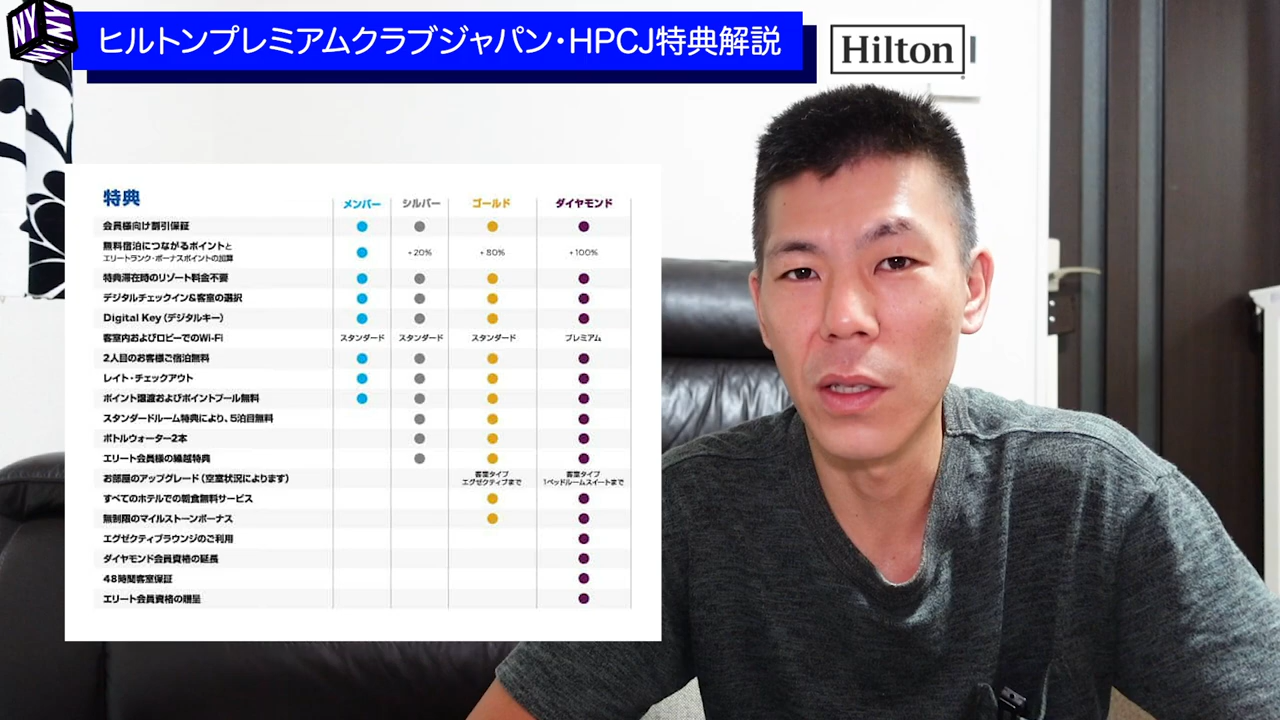 NY
ヒルトンプレミアムクラブジャパン・HPCJ特典解説
Hilton
特典 メンバー シルバー ゴールド ダイヤモンド
会員様向け割引保証
無料宿泊につながるポイントと
エリートランク・ボーナスポイントの加算 +20% +80% +100%
特典滞在時のリゾート料金不要
デジタルチェックイン&客室の選択
Digital Key(デジタルキー)
客室内およびロビーでのWi-Fi スタンダード スタンダード スタンダード プレミアム
2人目のお客様ご宿泊無料
レイト・チェックアウト
ポイント譲渡およびポイントプール無料
スタンダードルーム特典により、5泊目無料
ボトルウォーター2本
エリート会員様の繰越特典
お部屋のアップグレード(空室状況によります) 客室タイプ エグゼクティブまで 客室タイプ 1ベッドルームスイートまで
すべてのホテルでの朝食無料サービス
無制限のマイルストーンボーナス
エグゼクティブラウンジのご利用
ダイヤモンド会員資格の延長
48時間客室保証
エリート会員資格の贈呈